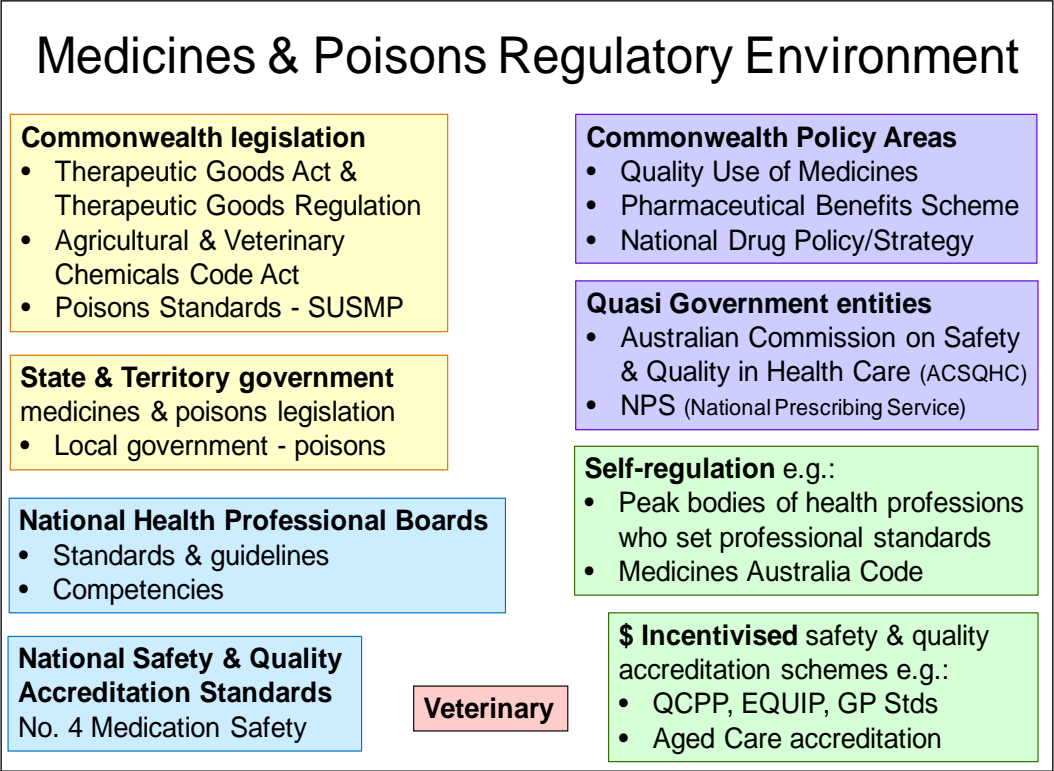 Medicines & Poisons Regulatory Environment
Commonwealth legislation
• Therapeutic Goods Act &
Therapeutic Goods Regulation
• Agricultural & Veterinary
Chemicals Code Act
• Poisons Standards - SUSMP
State & Territory government
medicines & poisons legislation
• Local government - poisons
National Health Professional Boards
• Standards & guidelines
• Competencies
National Safety & Quality
Accreditation Standards
No. 4 Medication Safety
Veterinary
Commonwealth Policy Areas
• Quality Use of Medicines
• Pharmaceutical Benefits Scheme
• National Drug Policy/Strategy
Quasi Government entities
• Australian Commission on Safety
& Quality in Health Care (ACSQHC)
• NPS (National Prescribing Service)
Self-regulation e.g.:
• Peak bodies of health professions
who set professional standards
• Medicines Australia Code
$ Incentivised safety & quality
accreditation schemes e.g.:
• QCPP, EQUIP, GP Stds
• Aged Care accreditation